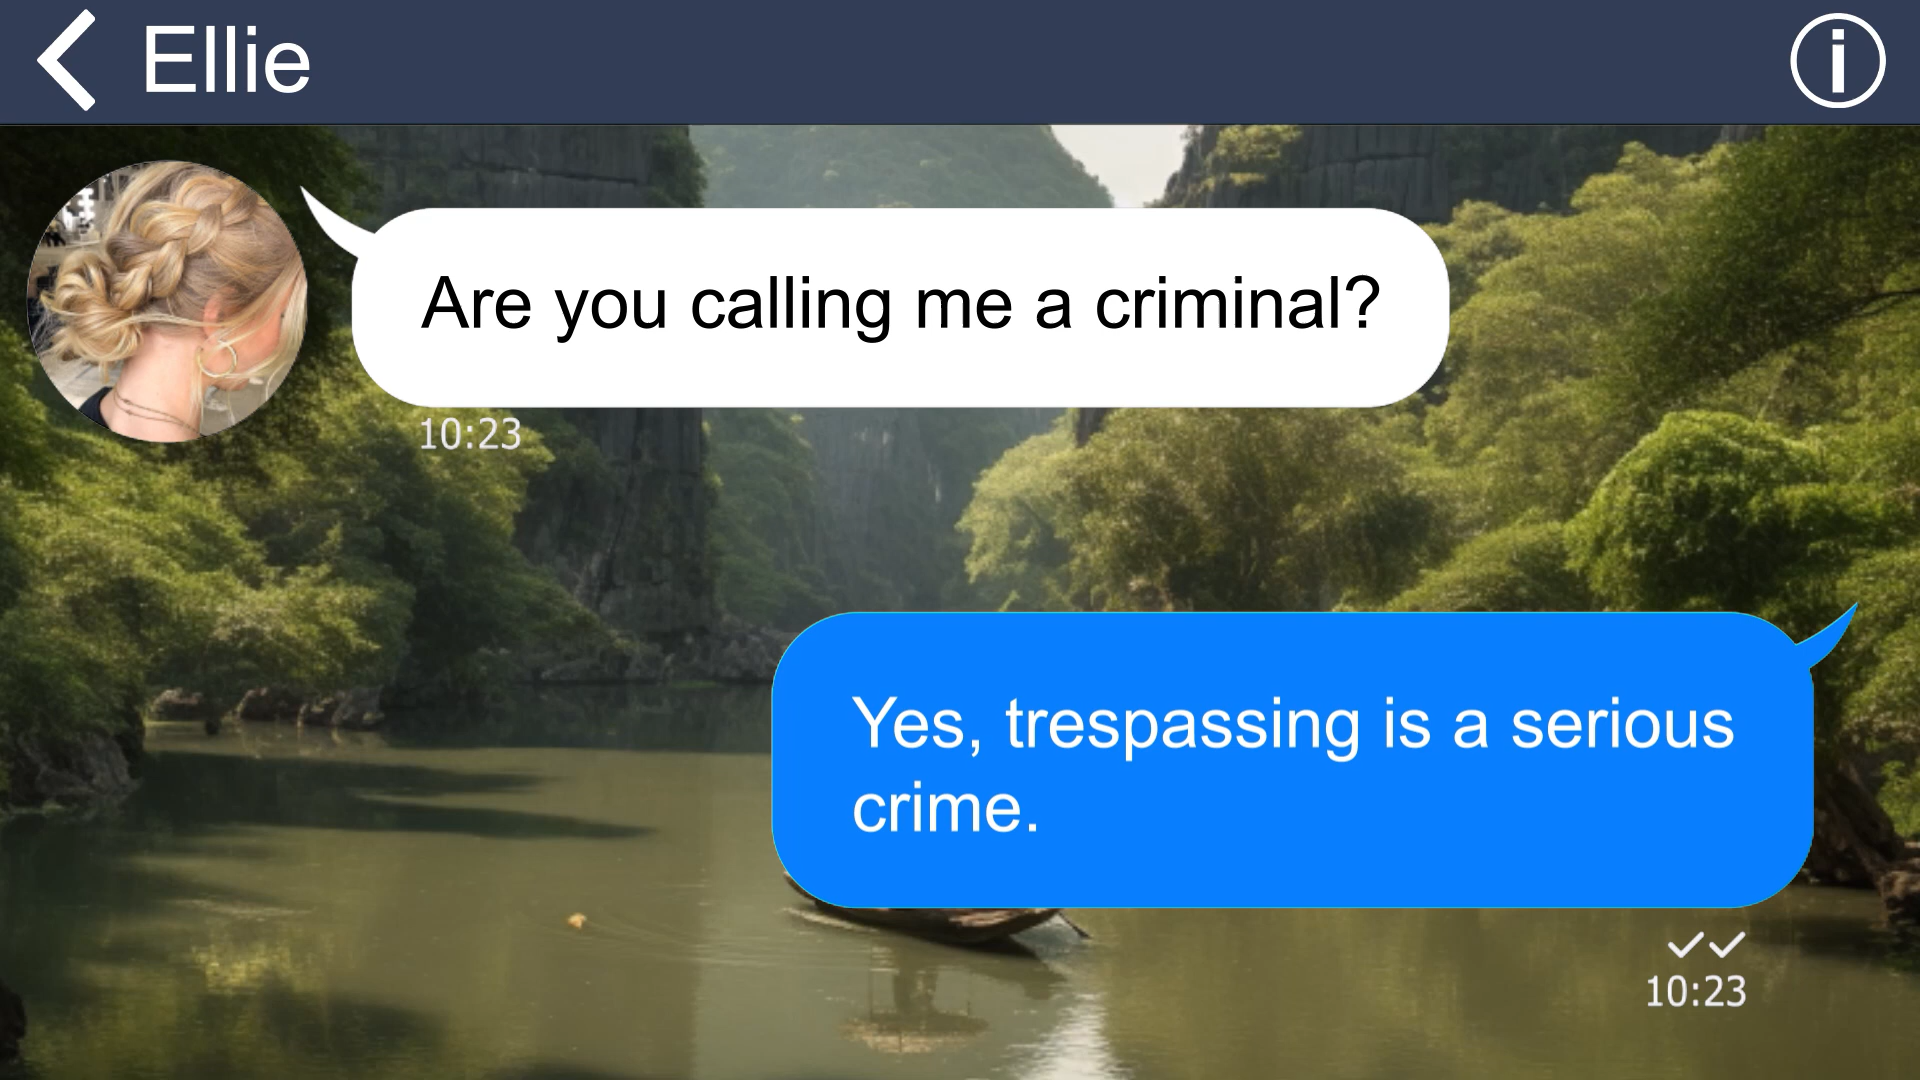 Ellie
Are you calling me a criminal?
10:23
Yes, trespassing is a serious
crime.
10:23